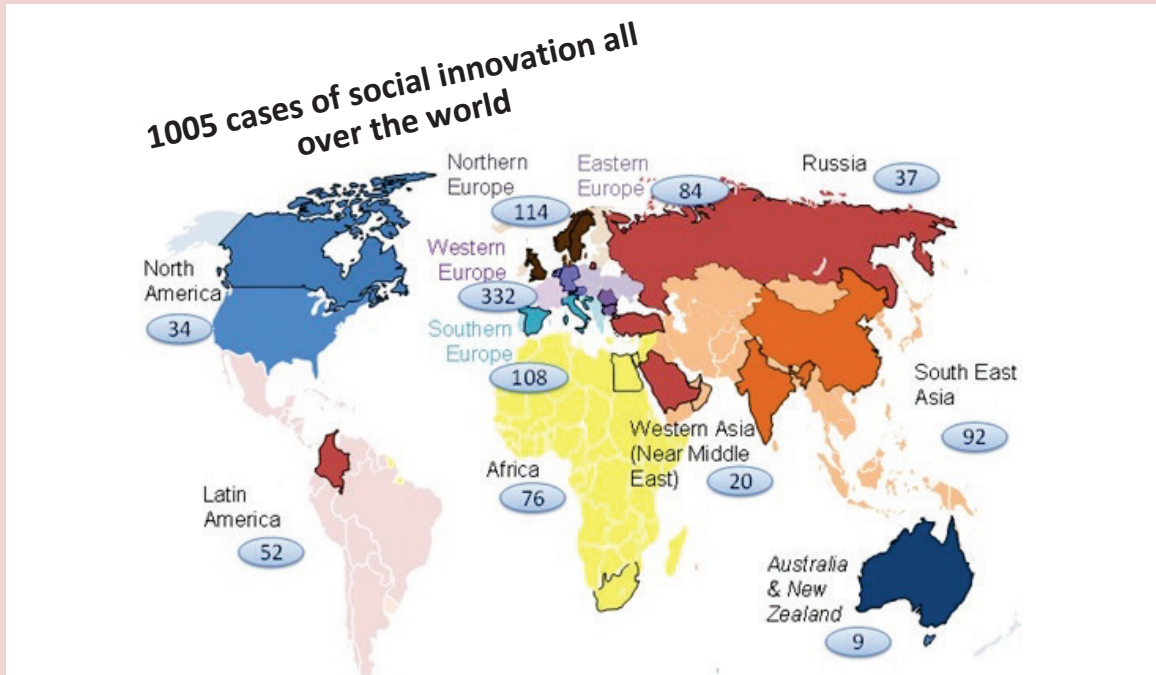 1005 cases of social innovation all
over the world
Northern
Europe
114
Eastern
Europe
84
Russia
37
North
America
34
Western
Europe
332
Southern
Europe
108
South East
Asia
92
Western Asia
(Near Middle
East)
20
Africa
76
Latin
America
52
Australia
& New
Zealand
9